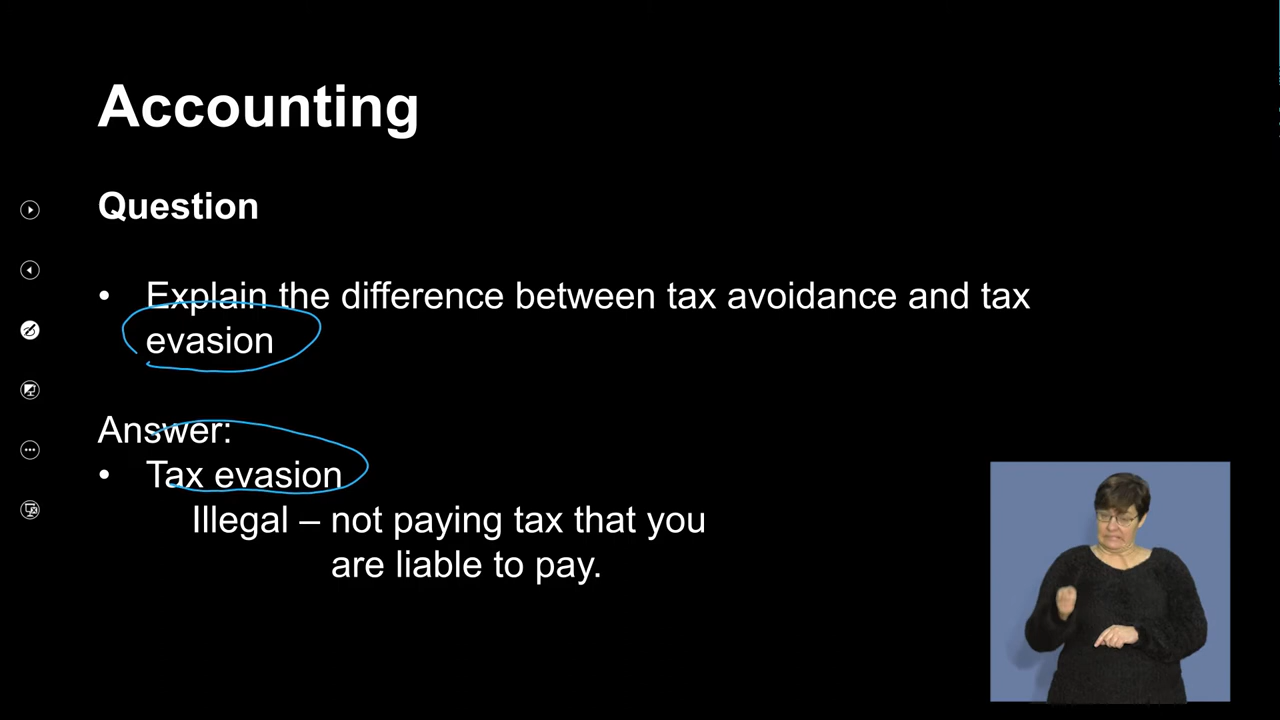 Accounting
Question
• Explain the difference between tax avoidance and tax
evasion
Answer:
• Tax evasion
Illegal – not paying tax that you
are liable to pay.